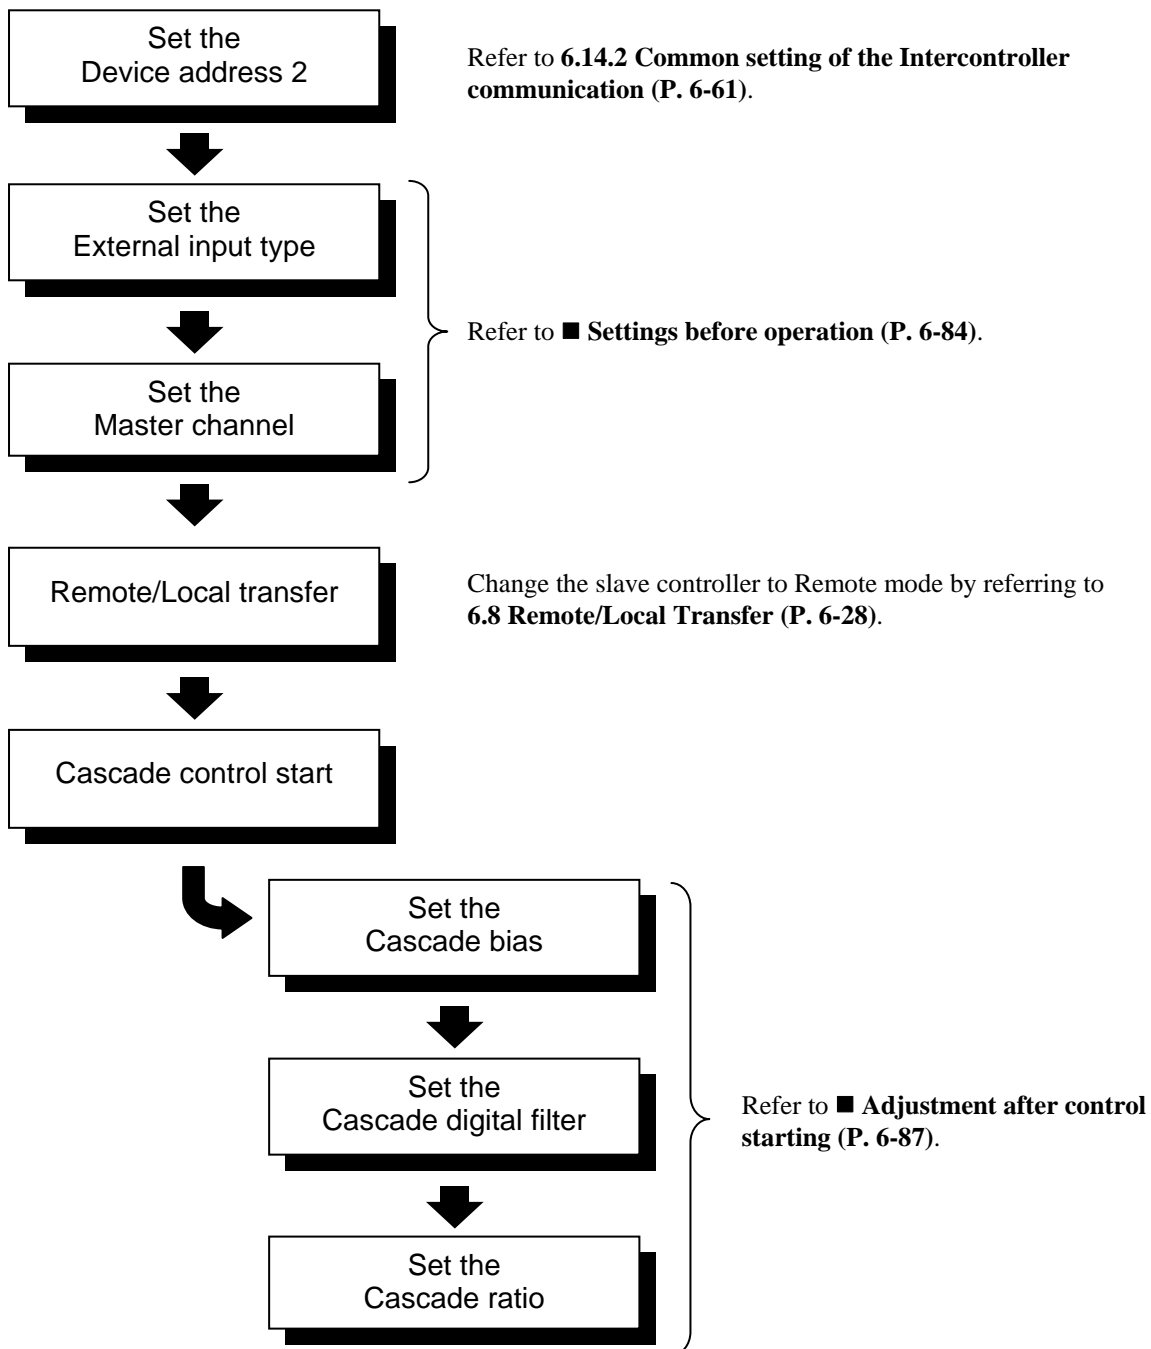 Set the
Device address 2
Refer to 6.14.2 Common setting of the Intercontroller
communication (P. 6-61).
Set the
External input type
Refer to ■ Settings before operation (P. 6-84).
Set the
Master channel
Remote/Local transfer
Change the slave controller to Remote mode by referring to
6.8 Remote/Local Transfer (P. 6-28).
Cascade control start
Set the
Cascade bias
Set the
Cascade digital filter
Refer to ■ Adjustment after control
starting (P. 6-87).
Set the
Cascade ratio